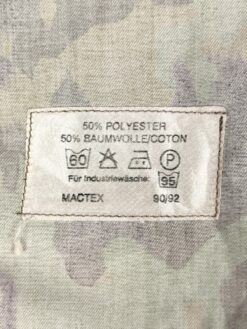 50% POLYESTER
50% BAUMWOLLE/COTON
60 P
Für Industriewäsche:
95
MACTEX 90/92